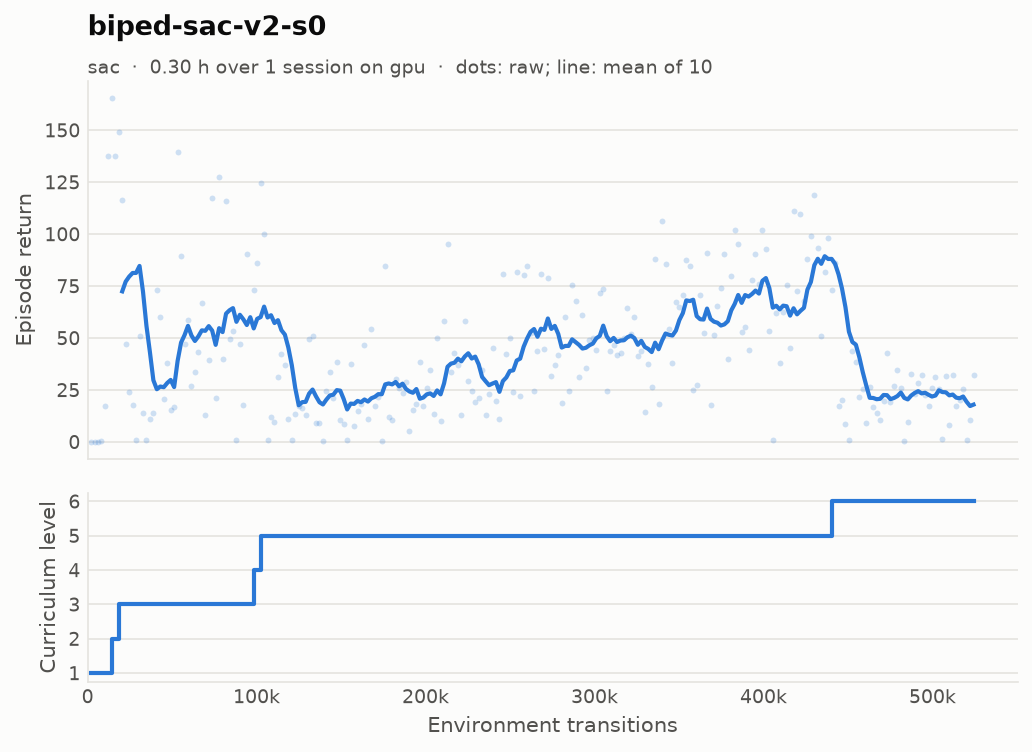 biped-sac-v2-s0
sac · 0.30 h over 1 session on gpu · dots: raw; line: mean of 10
Episode return
150
125
100
75
50
25
0
Curriculum level
6
5
4
3
2
1
0 100k 200k 300k 400k 500k
Environment transitions